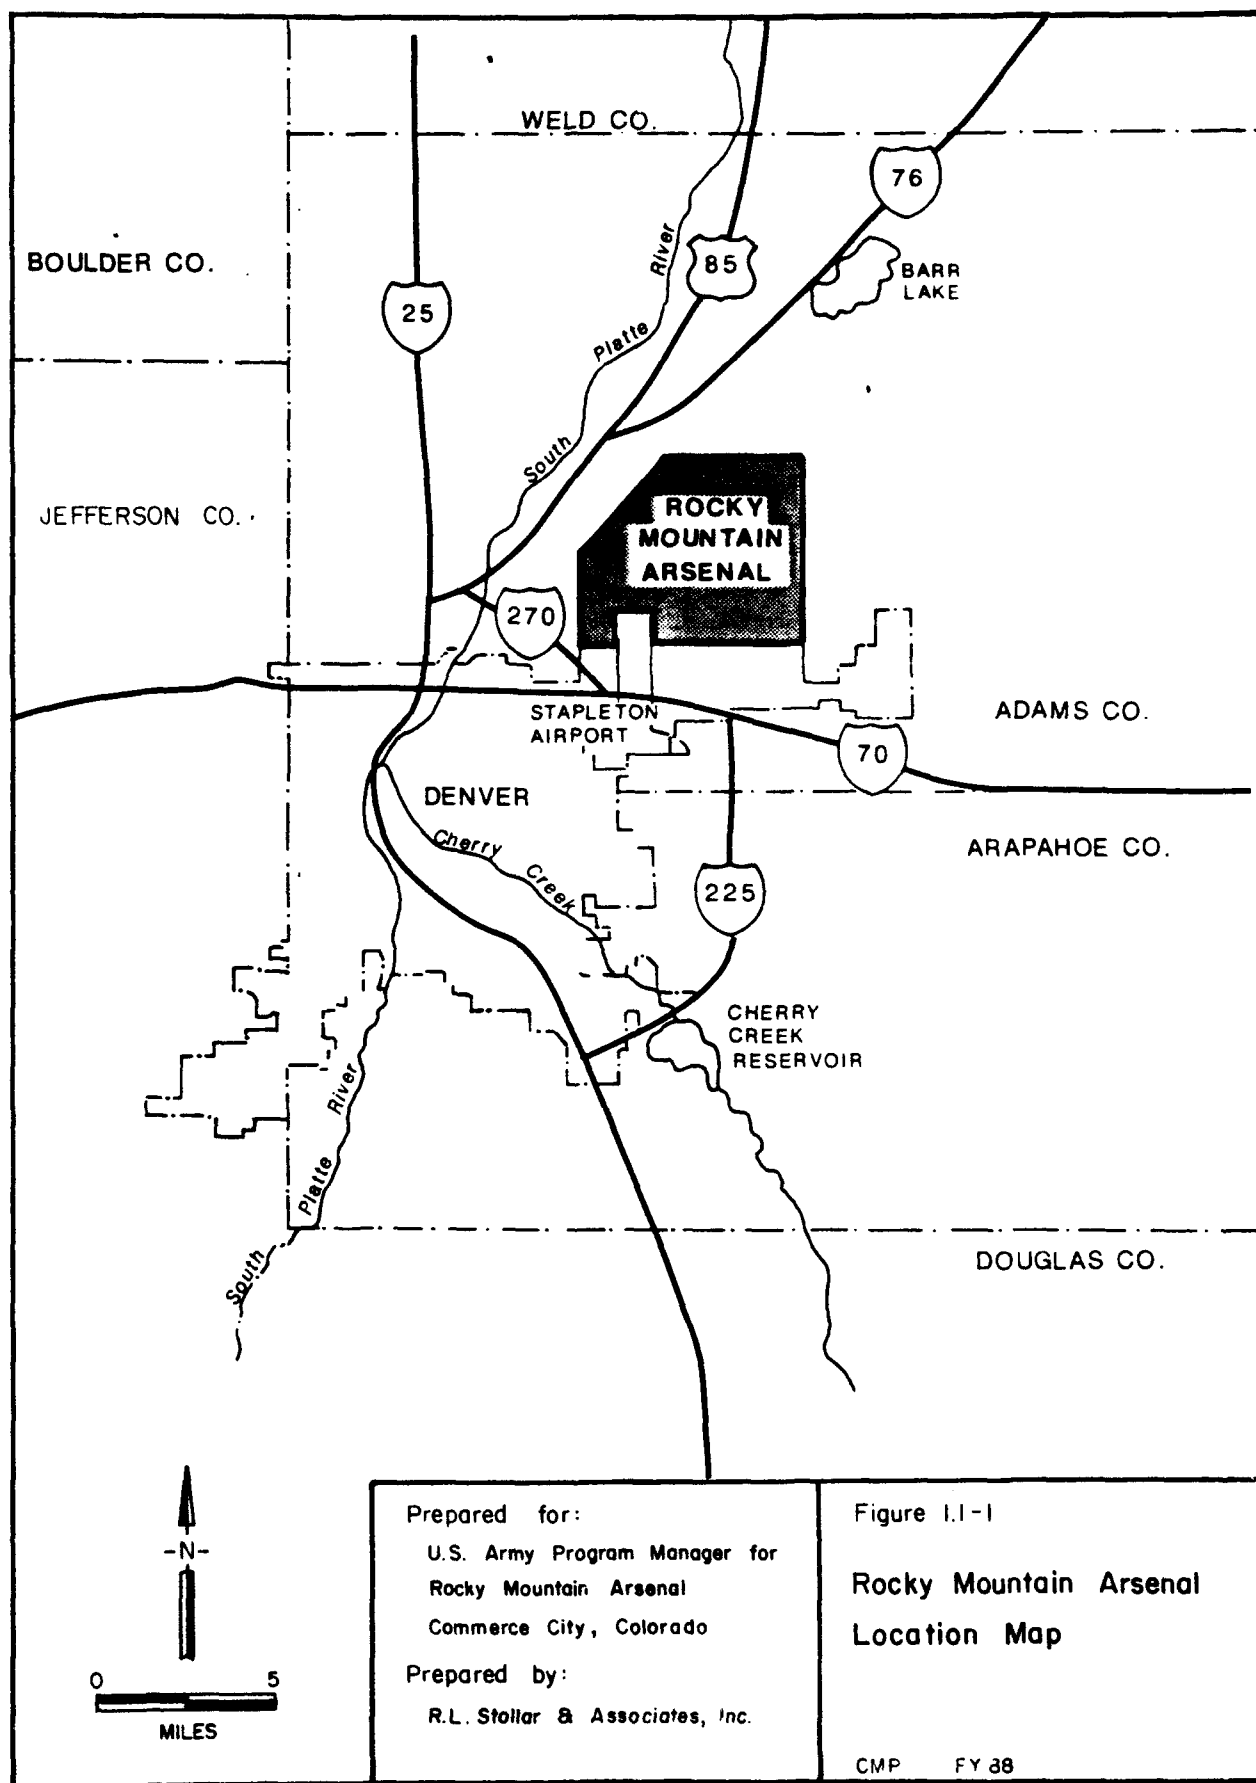 WELD CO.
76
BOULDER CO.
River
85
BARR
LAKE
25
Platte
South
JEFFERSON CO.
ROCKY
MOUNTAIN
ARSENAL
270
STAPLETON
AIRPORT
ADAMS CO.
70
DENVER
Cherry
Creek
ARAPAHOE CO.
225
CHERRY
CREEK
RESERVOIR
River
Platte
South
DOUGLAS CO.
-N-
0 5
MILES
Prepared for:
U.S. Army Program Manager for
Rocky Mountain Arsenal
Commerce City, Colorado
Prepared by:
R.L. Stollar & Associates, Inc.
Figure 1.1-1
Rocky Mountain Arsenal
Location Map
CMP FY 88